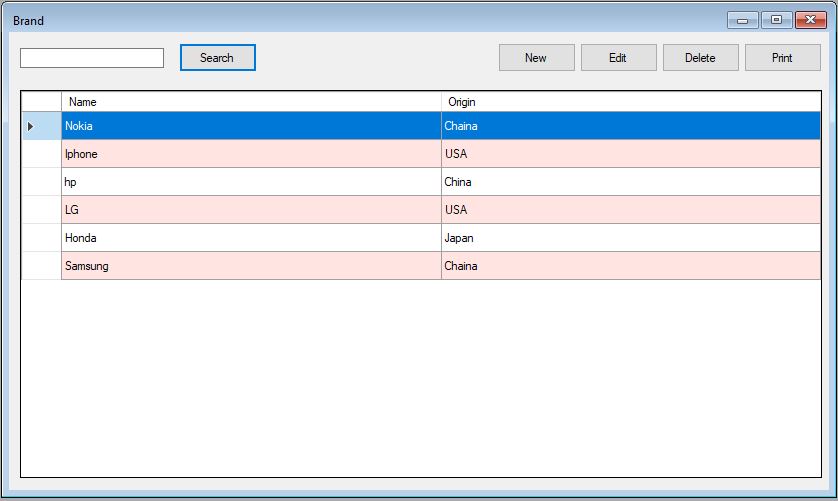 Brand
Search New Edit Delete Print
Name Origin
Nokia Chaina
Iphone USA
hp China
LG USA
Honda Japan
Samsung Chaina